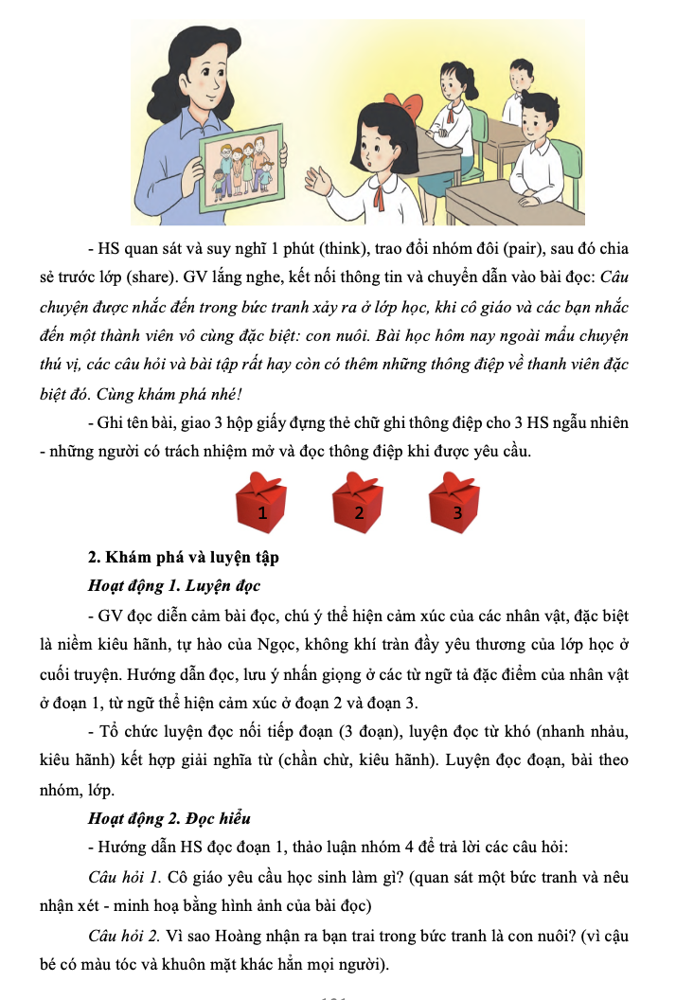 - HS quan sát và suy nghĩ 1 phút (think), trao đổi nhóm đôi (pair), sau đó chia
sẻ trước lớp (share). GV lắng nghe, kết nối thông tin và chuyển dẫn vào bài đọc: Câu
chuyện được nhắc đến trong bức tranh xảy ra ở lớp học, khi cô giáo và các bạn nhắc
đến một thành viên vô cùng đặc biệt: con nuôi. Bài học hôm nay ngoài mẩu chuyện
thú vị, các câu hỏi và bài tập rất hay còn có thêm những thông điệp về thanh viên đặc
biệt đó. Cùng khám phá nhé!
- Ghi tên bài, giao 3 hộp giấy đựng thẻ chữ ghi thông điệp cho 3 HS ngẫu nhiên
- những người có trách nhiệm mở và đọc thông điệp khi được yêu cầu.
1 2 3
2. Khám phá và luyện tập
Hoạt động 1. Luyện đọc
- GV đọc diễn cảm bài đọc, chú ý thể hiện cảm xúc của các nhân vật, đặc biệt
là niềm kiêu hãnh, tự hào của Ngọc, không khí tràn đầy yêu thương của lớp học ở
cuối truyện. Hướng dẫn đọc, lưu ý nhấn giọng ở các từ ngữ tả đặc điểm của nhân vật
ở đoạn 1, từ ngữ thể hiện cảm xúc ở đoạn 2 và đoạn 3.
- Tổ chức luyện đọc nối tiếp đoạn (3 đoạn), luyện đọc từ khó (nhanh nhảu,
kiêu hãnh) kết hợp giải nghĩa từ (chần chừ, kiêu hãnh). Luyện đọc đoạn, bài theo
nhóm, lớp.
Hoạt động 2. Đọc hiểu
- Hướng dẫn HS đọc đoạn 1, thảo luận nhóm 4 để trả lời các câu hỏi:
Câu hỏi 1. Cô giáo yêu cầu học sinh làm gì? (quan sát một bức tranh và nêu
nhận xét - minh hoạ bằng hình ảnh của bài đọc)
Câu hỏi 2. Vì sao Hoàng nhận ra bạn trai trong bức tranh là con nuôi? (vì cậu
bé có màu tóc và khuôn mặt khác hẳn mọi người).